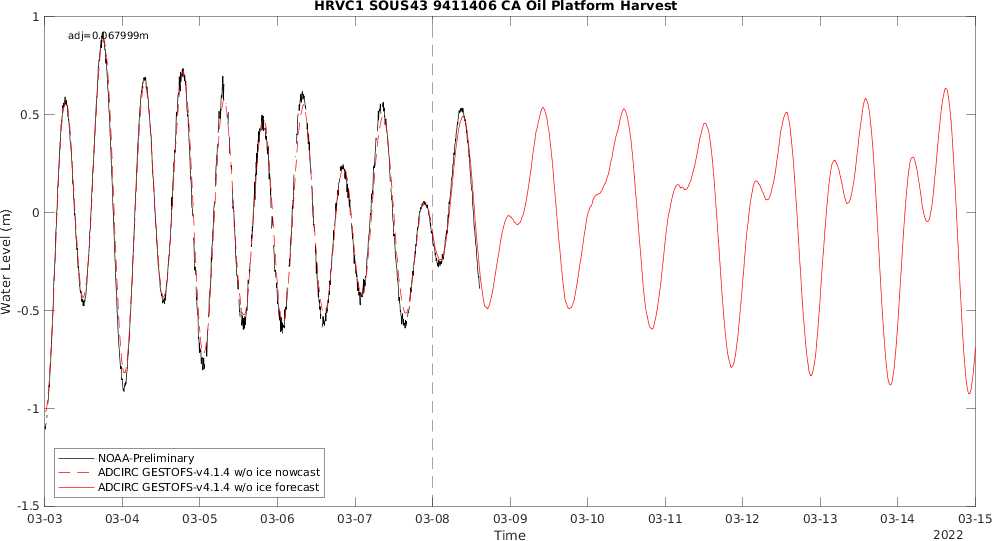 HRVC1 SOUS43 9411406 CA Oil Platform Harvest
adj=0.067999m
1
0.5
0
-0.5
-1
-1.5
Water Level (m)
NOAA-Preliminary
ADCIRC GESTOFS-v4.1.4 w/o ice nowcast
ADCIRC GESTOFS-v4.1.4 w/o ice forecast
03-03 03-04 03-05 03-06 03-07 03-08 03-09 03-10 03-11 03-12 03-13 03-14 03-15
Time
2022